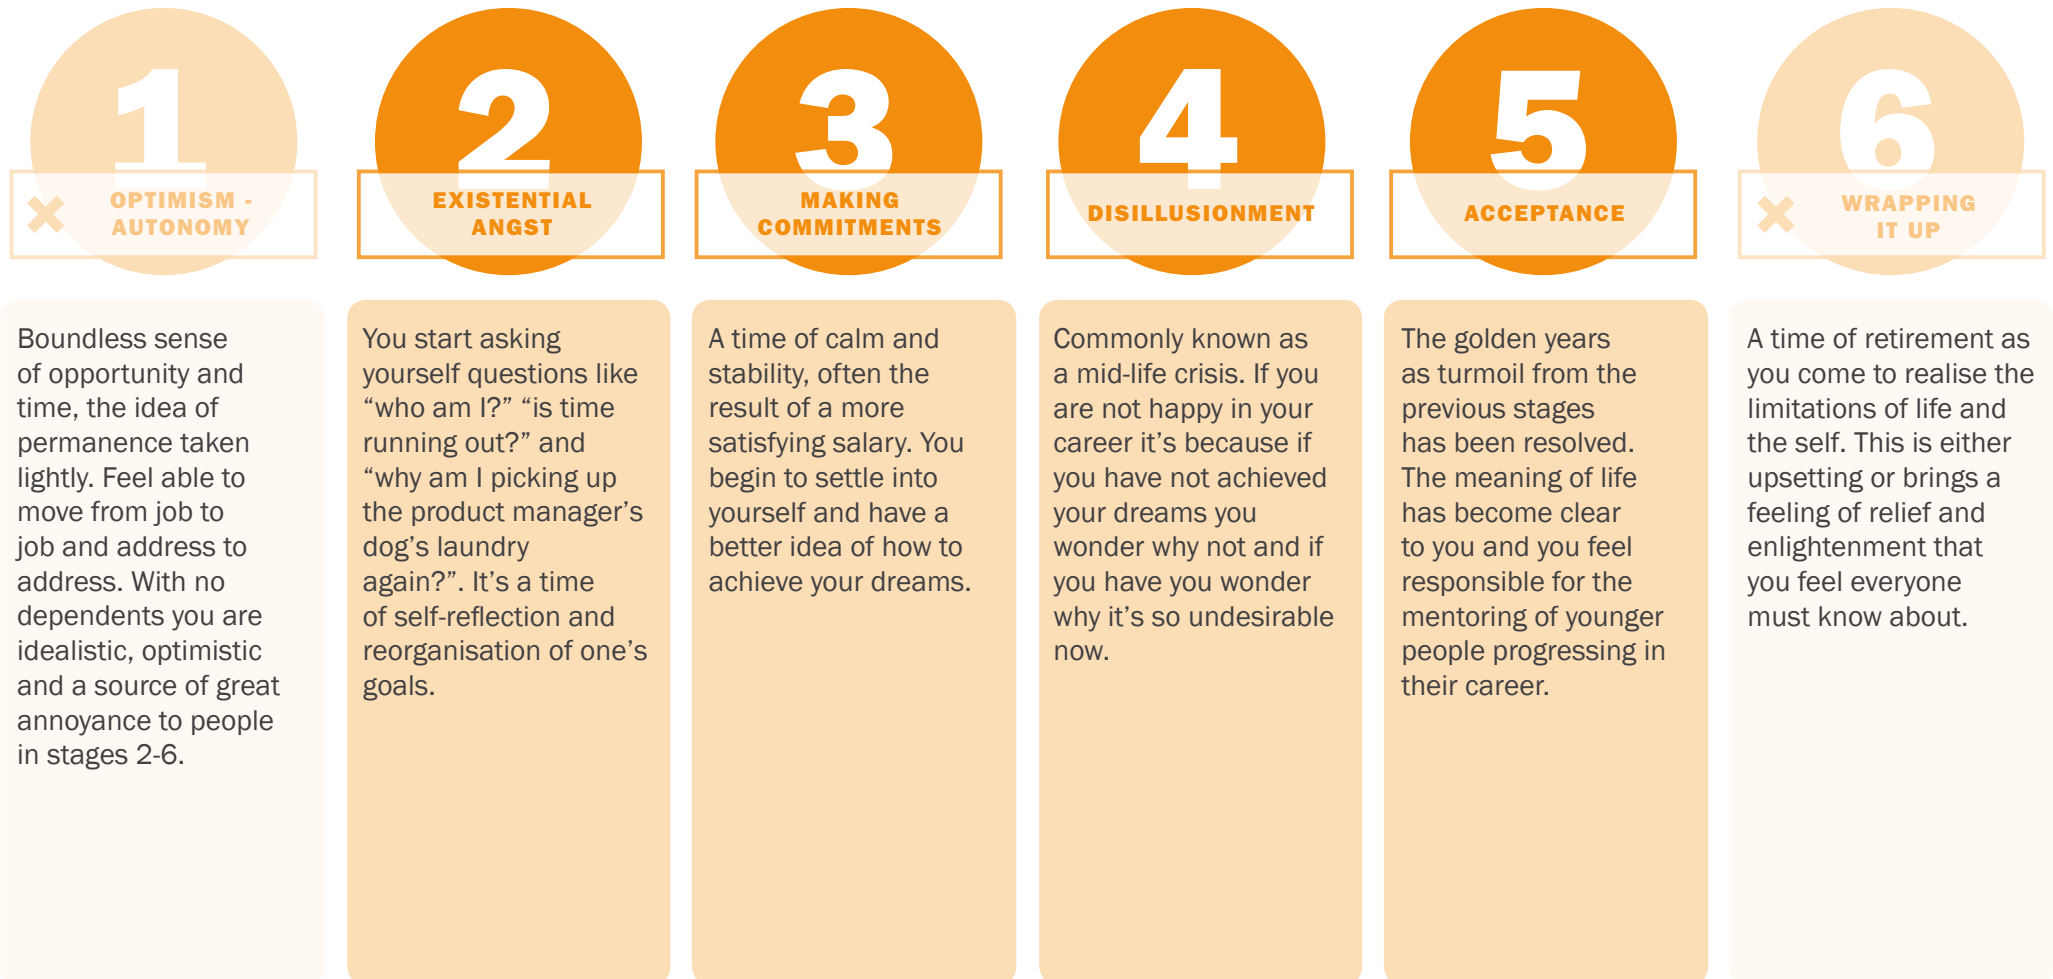 1
OPTIMISM -
AUTONOMY
Boundless sense
of opportunity and
time, the idea of
permanence taken
lightly. Feel able to
move from job to
job and address to
address. With no
dependents you are
idealistic, optimistic
and a source of great
annoyance to people
in stages 2-6.
2
EXISTENTIAL
ANGST
You start asking
yourself questions like
“who am I?” “is time
running out?” and
“why am I picking up
the product manager’s
dog’s laundry
again?”. It’s a time
of self-reflection and
reorganisation of one’s
goals.
3
MAKING
COMMITMENTS
A time of calm and
stability, often the
result of a more
satisfying salary. You
begin to settle into
yourself and have a
better idea of how to
achieve your dreams.
4
DISILLUSIONMENT
Commonly known as
a mid-life crisis. If you
are not happy in your
career it’s because if
you have not achieved
your dreams you
wonder why not and if
you have you wonder
why it’s so undesirable
now.
5
ACCEPTANCE
The golden years
as turmoil from the
previous stages
has been resolved.
The meaning of life
has become clear
to you and you feel
responsible for the
mentoring of younger
people progressing in
their career.
6
WRAPPING
IT UP
A time of retirement as
you come to realise the
limitations of life and
the self. This is either
upsetting or brings a
feeling of relief and
enlightenment that
you feel everyone
must know about.